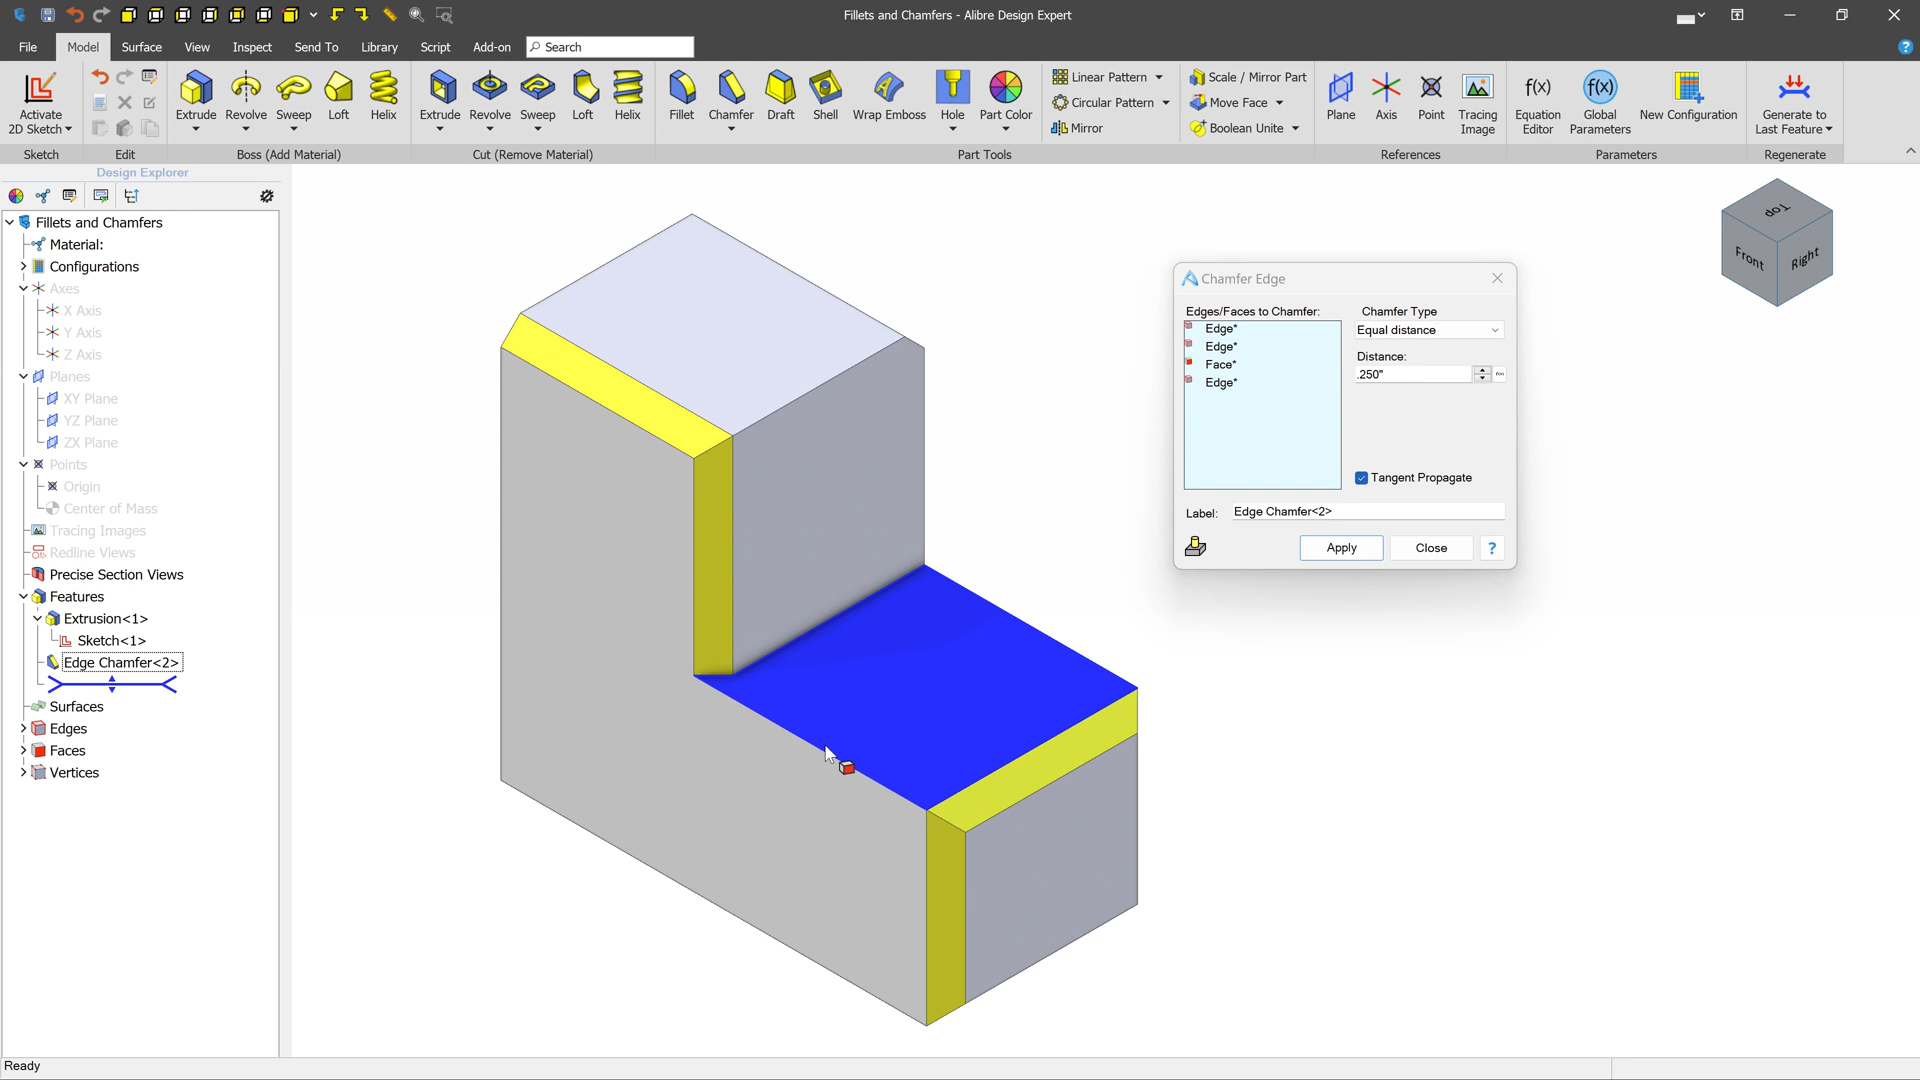 Fillets and Chamfers - Alibre Design Expert
File Model Surface View Inspect Send To Library Script Add-on Search
Activate 2D Sketch
Sketch
Edit
Extrude Revolve Sweep Loft Helix
Boss (Add Material)
Extrude Revolve Sweep Loft Helix
Cut (Remove Material)
Fillet Chamfer Draft Shell Wrap Emboss Hole Part Color
Linear Pattern
Circular Pattern
Mirror
Scale / Mirror Part
Move Face
Boolean Unite
Part Tools
Plane Axis Point Tracing Image
References
Equation Editor Global Parameters New Configuration
Parameters
Generate to Last Feature
Regenerate
Design Explorer
Fillets and Chamfers
Material:
Configurations
Axes
X Axis
Y Axis
Z Axis
Planes
XY Plane
YZ Plane
ZX Plane
Points
Origin
Center of Mass
Tracing Images
Redline Views
Precise Section Views
Features
Extrusion<1>
Sketch<1>
Edge Chamfer<2>
Surfaces
Edges
Faces
Vertices
Top
Front
Right
Chamfer Edge
Edges/Faces to Chamfer:
Edge*
Edge*
Face*
Edge*
Chamfer Type
Equal distance
Distance:
.250"
Tangent Propagate
Label: Edge Chamfer<2>
Apply Close ?
Ready